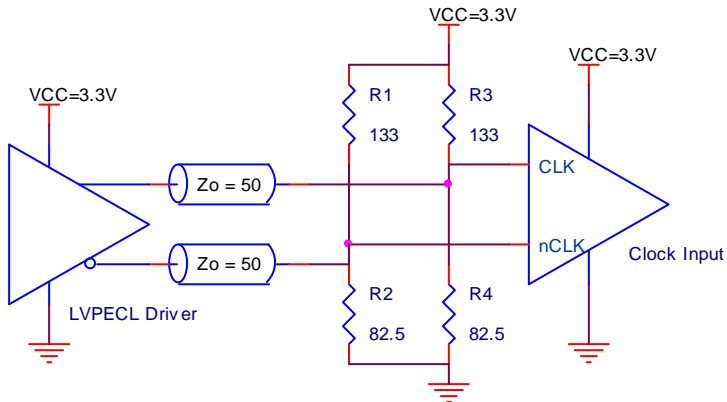 VCC=3.3V
VCC=3.3V
VCC=3.3V
R1
R3
133
133
CLK
Zo = 50
Zo = 50
nCLK
Clock Input
R2
R4
LVPECL Driver
82.5
82.5